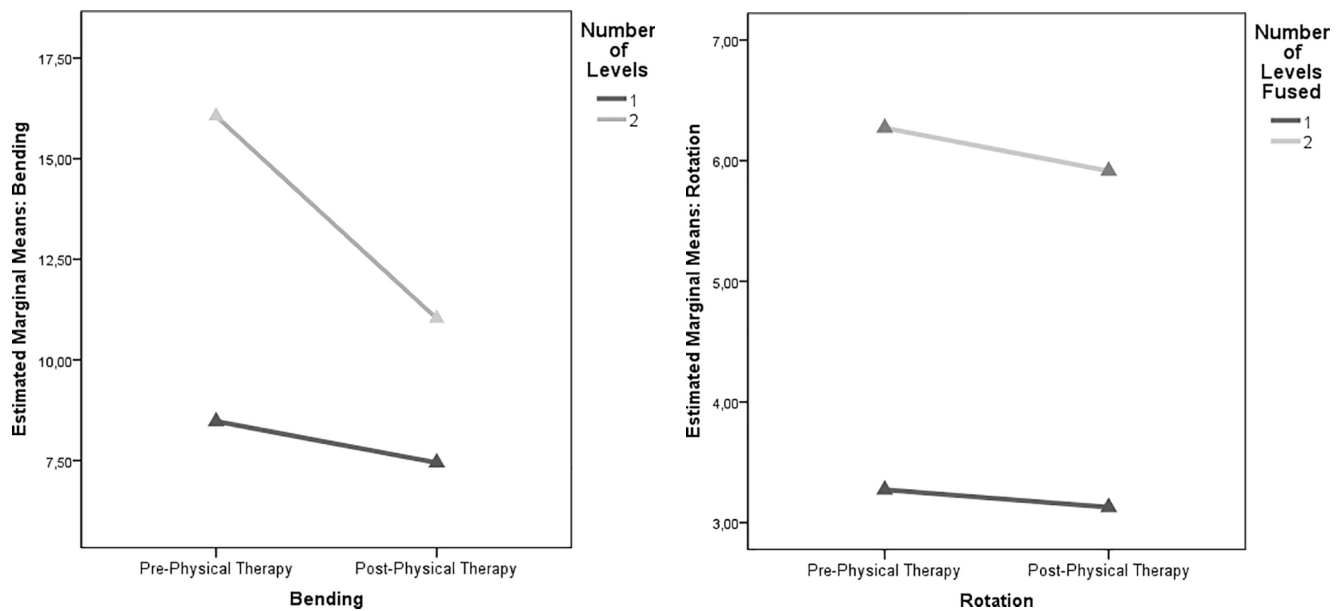 Estimated Marginal Means: Bending
17,50
15,00
12,50
10,00
7,50
Pre-Physical Therapy
Post-Physical Therapy
Bending
Number
of
Levels
1
2
Estimated Marginal Means: Rotation
7,00
6,00
5,00
4,00
3,00
Pre-Physical Therapy
Post-Physical Therapy
Rotation
Number
of
Levels
Fused
1
2